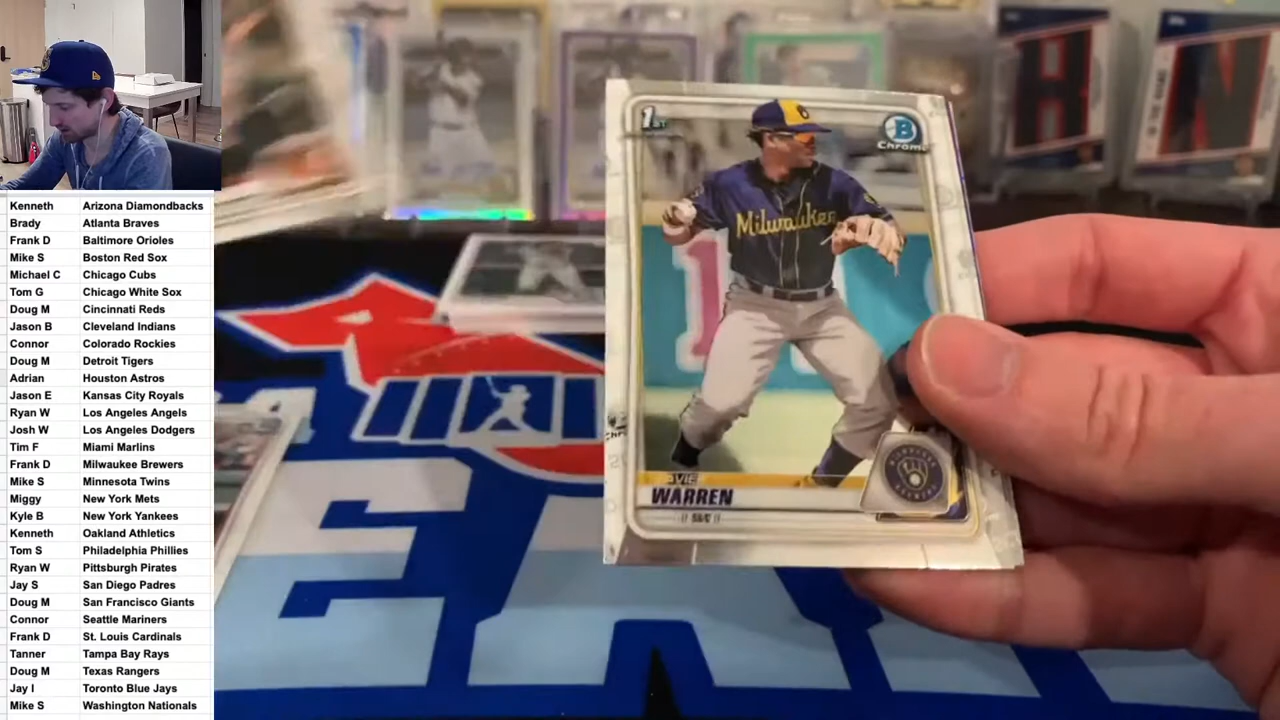 Kenneth Arizona Diamondbacks
Brady Atlanta Braves
Frank D Baltimore Orioles
Mike S Boston Red Sox
Michael C Chicago Cubs
Tom G Chicago White Sox
Doug M Cincinnati Reds
Jason B Cleveland Indians
Connor Colorado Rockies
Doug M Detroit Tigers
Adrian Houston Astros
Jason E Kansas City Royals
Ryan W Los Angeles Angels
Josh W Los Angeles Dodgers
Tim F Miami Marlins
Frank D Milwaukee Brewers
Mike S Minnesota Twins
Miggy New York Mets
Kyle B New York Yankees
Kenneth Oakland Athletics
Tom S Philadelphia Phillies
Ryan W Pittsburgh Pirates
Jay S San Diego Padres
Doug M San Francisco Giants
Connor Seattle Mariners
Frank D St. Louis Cardinals
Tanner Tampa Bay Rays
Doug M Texas Rangers
Jay I Toronto Blue Jays
Mike S Washington Nationals
1ST
B
Chrome
Milwaukee
WARREN